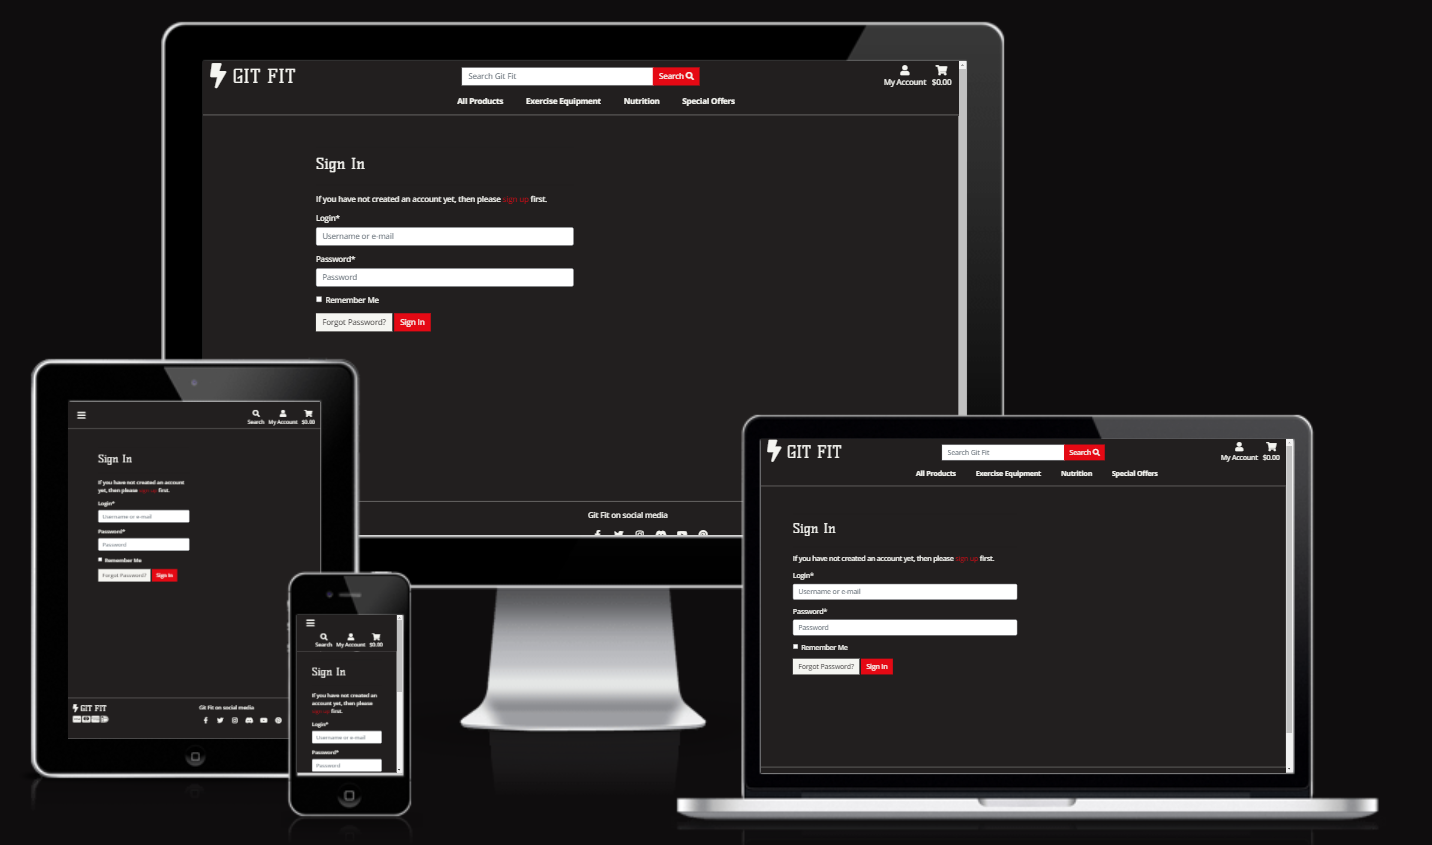 GIT FIT
Search Git Fit
Search
My Account $0.00
All Products Exercise Equipment Nutrition Special Offers
Sign In
If you have not created an account yet, then please sign up first.
Login*
Username or e-mail
Password*
Password
Remember Me
Forgot Password? Sign In
Git Fit on social media
Search My Account $0.00
Sign In
If you have not created an account
yet, then please sign up first.
Login*
Username or e-mail
Password*
Password
Remember Me
Forgot Password? Sign In
GIT FIT
Git Fit on social media
Search My Account $0.00
Sign In
If you have not created an
account yet, then please
sign up first.
Login*
Username or e-mail
Password*
Password
GIT FIT
Search Git Fit
Search
My Account $0.00
All Products Exercise Equipment Nutrition Special Offers
Sign In
If you have not created an account yet, then please sign up first.
Login*
Username or e-mail
Password*
Password
Remember Me
Forgot Password? Sign In